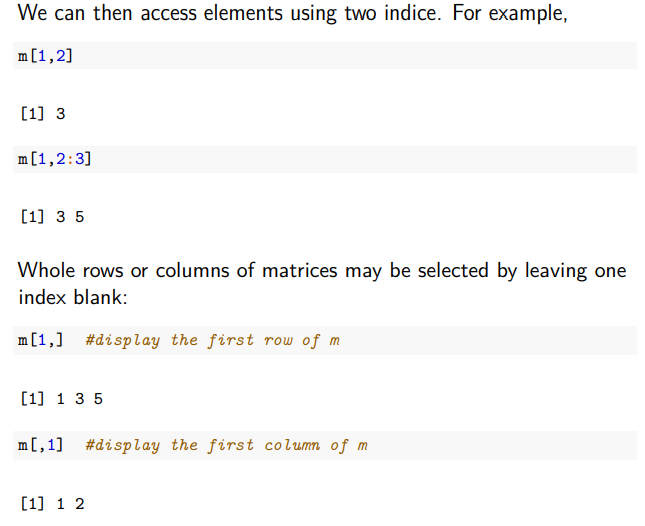 We can then access elements using two indice. For example,
m[1,2]
[1] 3
m[1,2:3]
[1] 3 5
Whole rows or columns of matrices may be selected by leaving one
index blank:
m[1,]  #display the first row of m
[1] 1 3 5
m[,1]  #display the first column of m
[1] 1 2